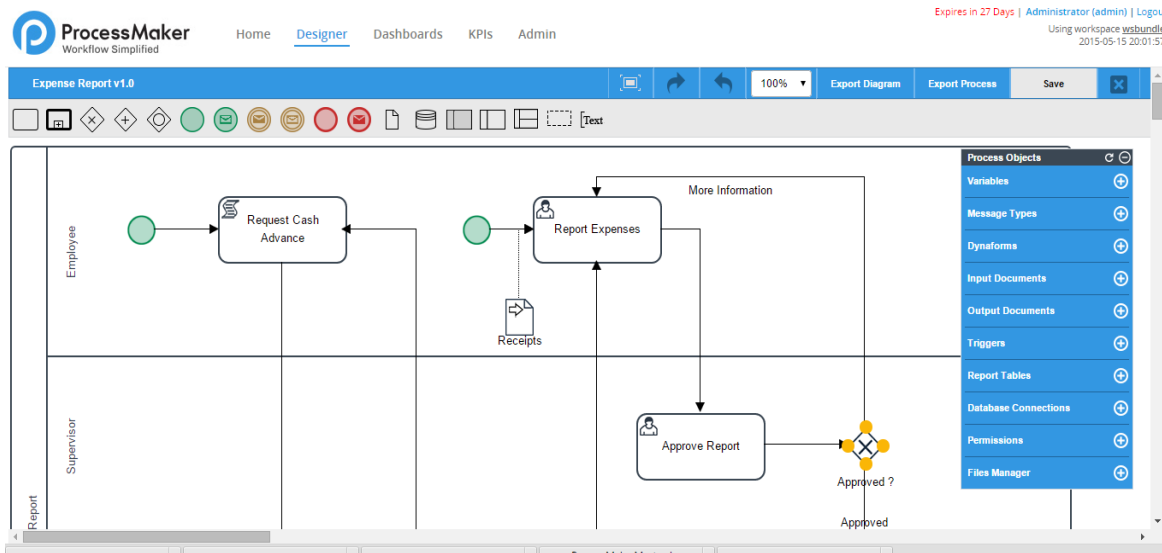 Expires in 27 Days | Administrator (admin) | Logou
ProcessMaker
Workflow Simplified
Home Designer Dashboards KPIs Admin
Using workspace wsbundle
2015-05-15 20:01:57
Expense Report v1.0
100%
Export Diagram
Export Process
Save
[Text
Process Objects
Variables
Message Types
Dynaforms
Input Documents
Output Documents
Triggers
Report Tables
Database Connections
Permissions
Files Manager
Report
Employee
Request Cash
Advance
Report Expenses
More Information
Receipts
Supervisor
Approve Report
Approved ?
Approved